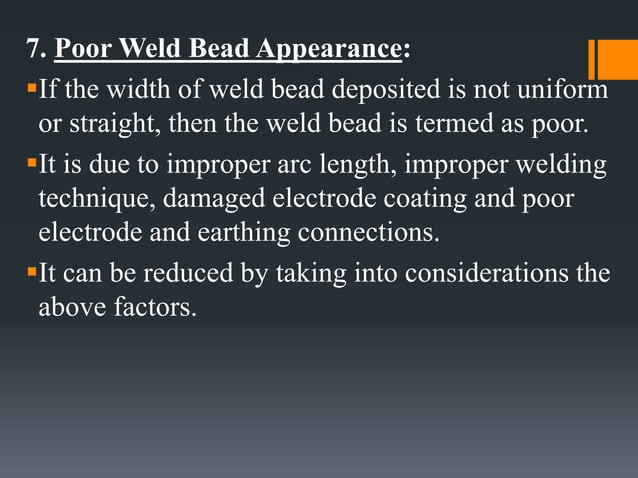 7. Poor Weld Bead Appearance:
▪If the width of weld bead deposited is not uniform
or straight, then the weld bead is termed as poor.
▪It is due to improper arc length, improper welding
technique, damaged electrode coating and poor
electrode and earthing connections.
▪It can be reduced by taking into considerations the
above factors.